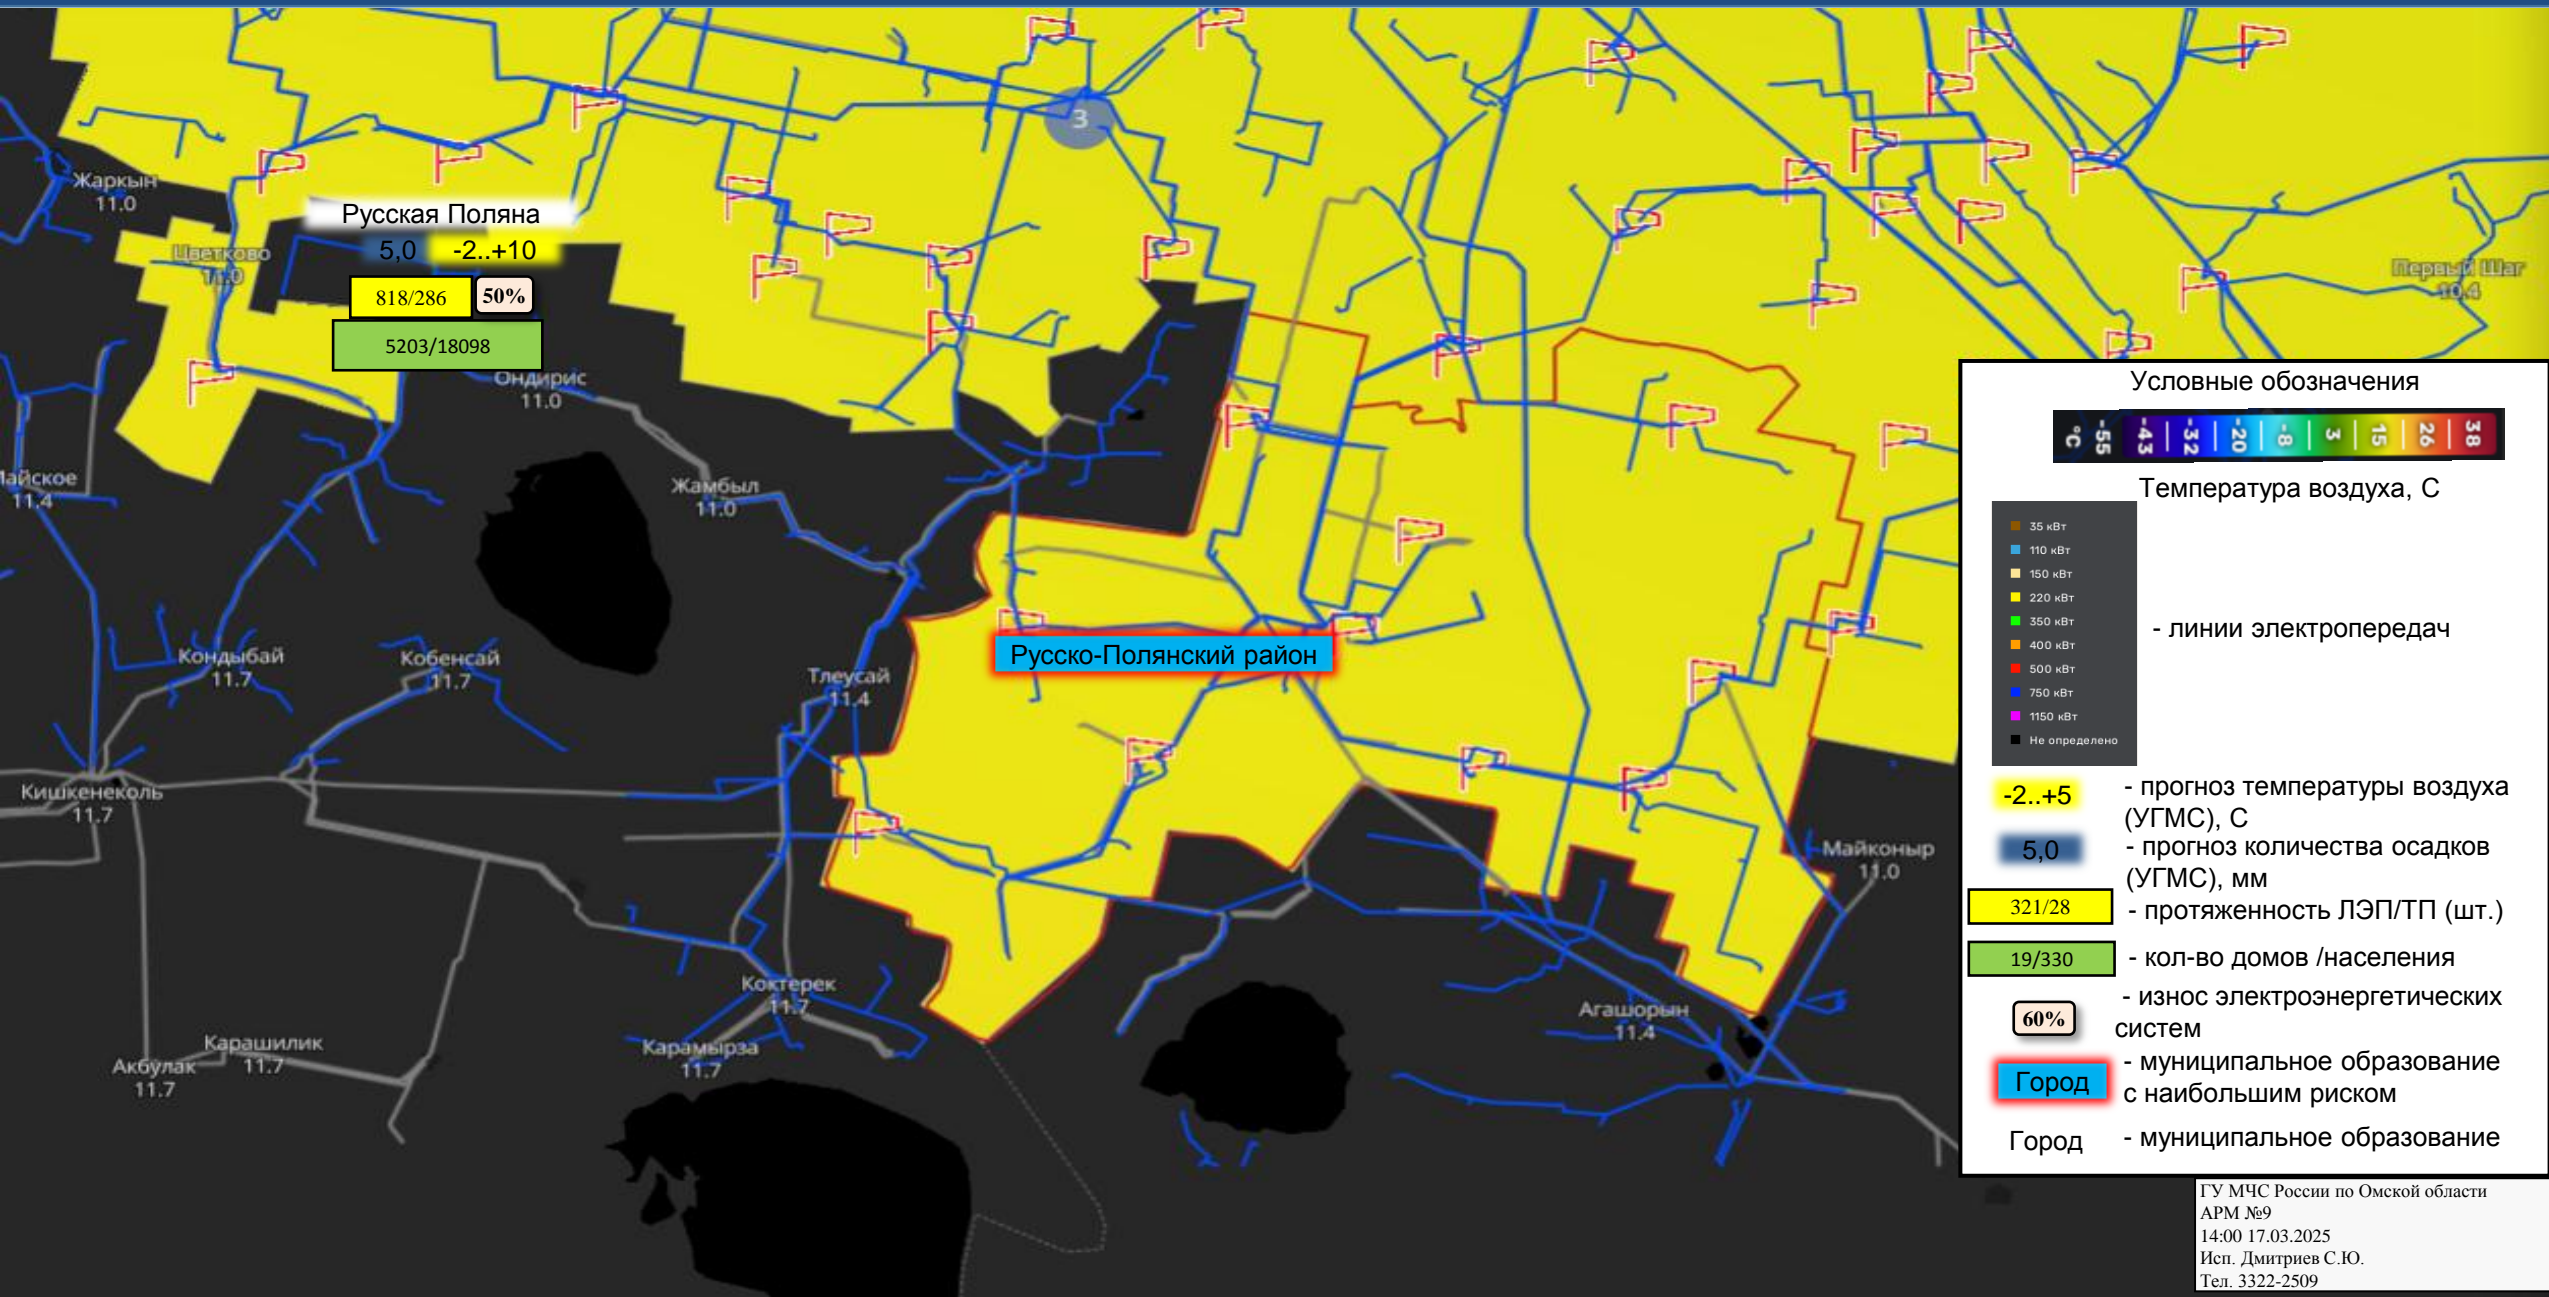 3
Жаркын
11.0
Русская Поляна
5,0 -2..+10
Цветково
11.0
818/286 50%
5203/18098
Первый Шаг
10.4
Ондирис
11.0
Майское
11.4
Жамбыл
11.0
Кондыбай
11.7
Кобенсай
11.7
Тлеусай
11.4
Русско-Полянский район
Кишкенеколь
11.7
Майконыр
11.0
Коктерек
11.7
Агашорын
11.4
Карашилик
11.7
Акбулак
11.7
Карамырза
11.7
Условные обозначения
°C -55 -43 -32 -20 -8 3 15 26 38
Температура воздуха, С
35 кВт
110 кВт
150 кВт
220 кВт
350 кВт
400 кВт
500 кВт
750 кВт
1150 кВт
Не определено
- линии электропередач
-2..+5 - прогноз температуры воздуха
(УГМС), С
5,0 - прогноз количества осадков
(УГМС), мм
321/28 - протяженность ЛЭП/ТП (шт.)
19/330 - кол-во домов /населения
60% - износ электроэнергетических
систем
Город - муниципальное образование
с наибольшим риском
Город - муниципальное образование
ГУ МЧС России по Омской области
АРМ №9
14:00 17.03.2025
Исп. Дмитриев С.Ю.
Тел. 3322-2509